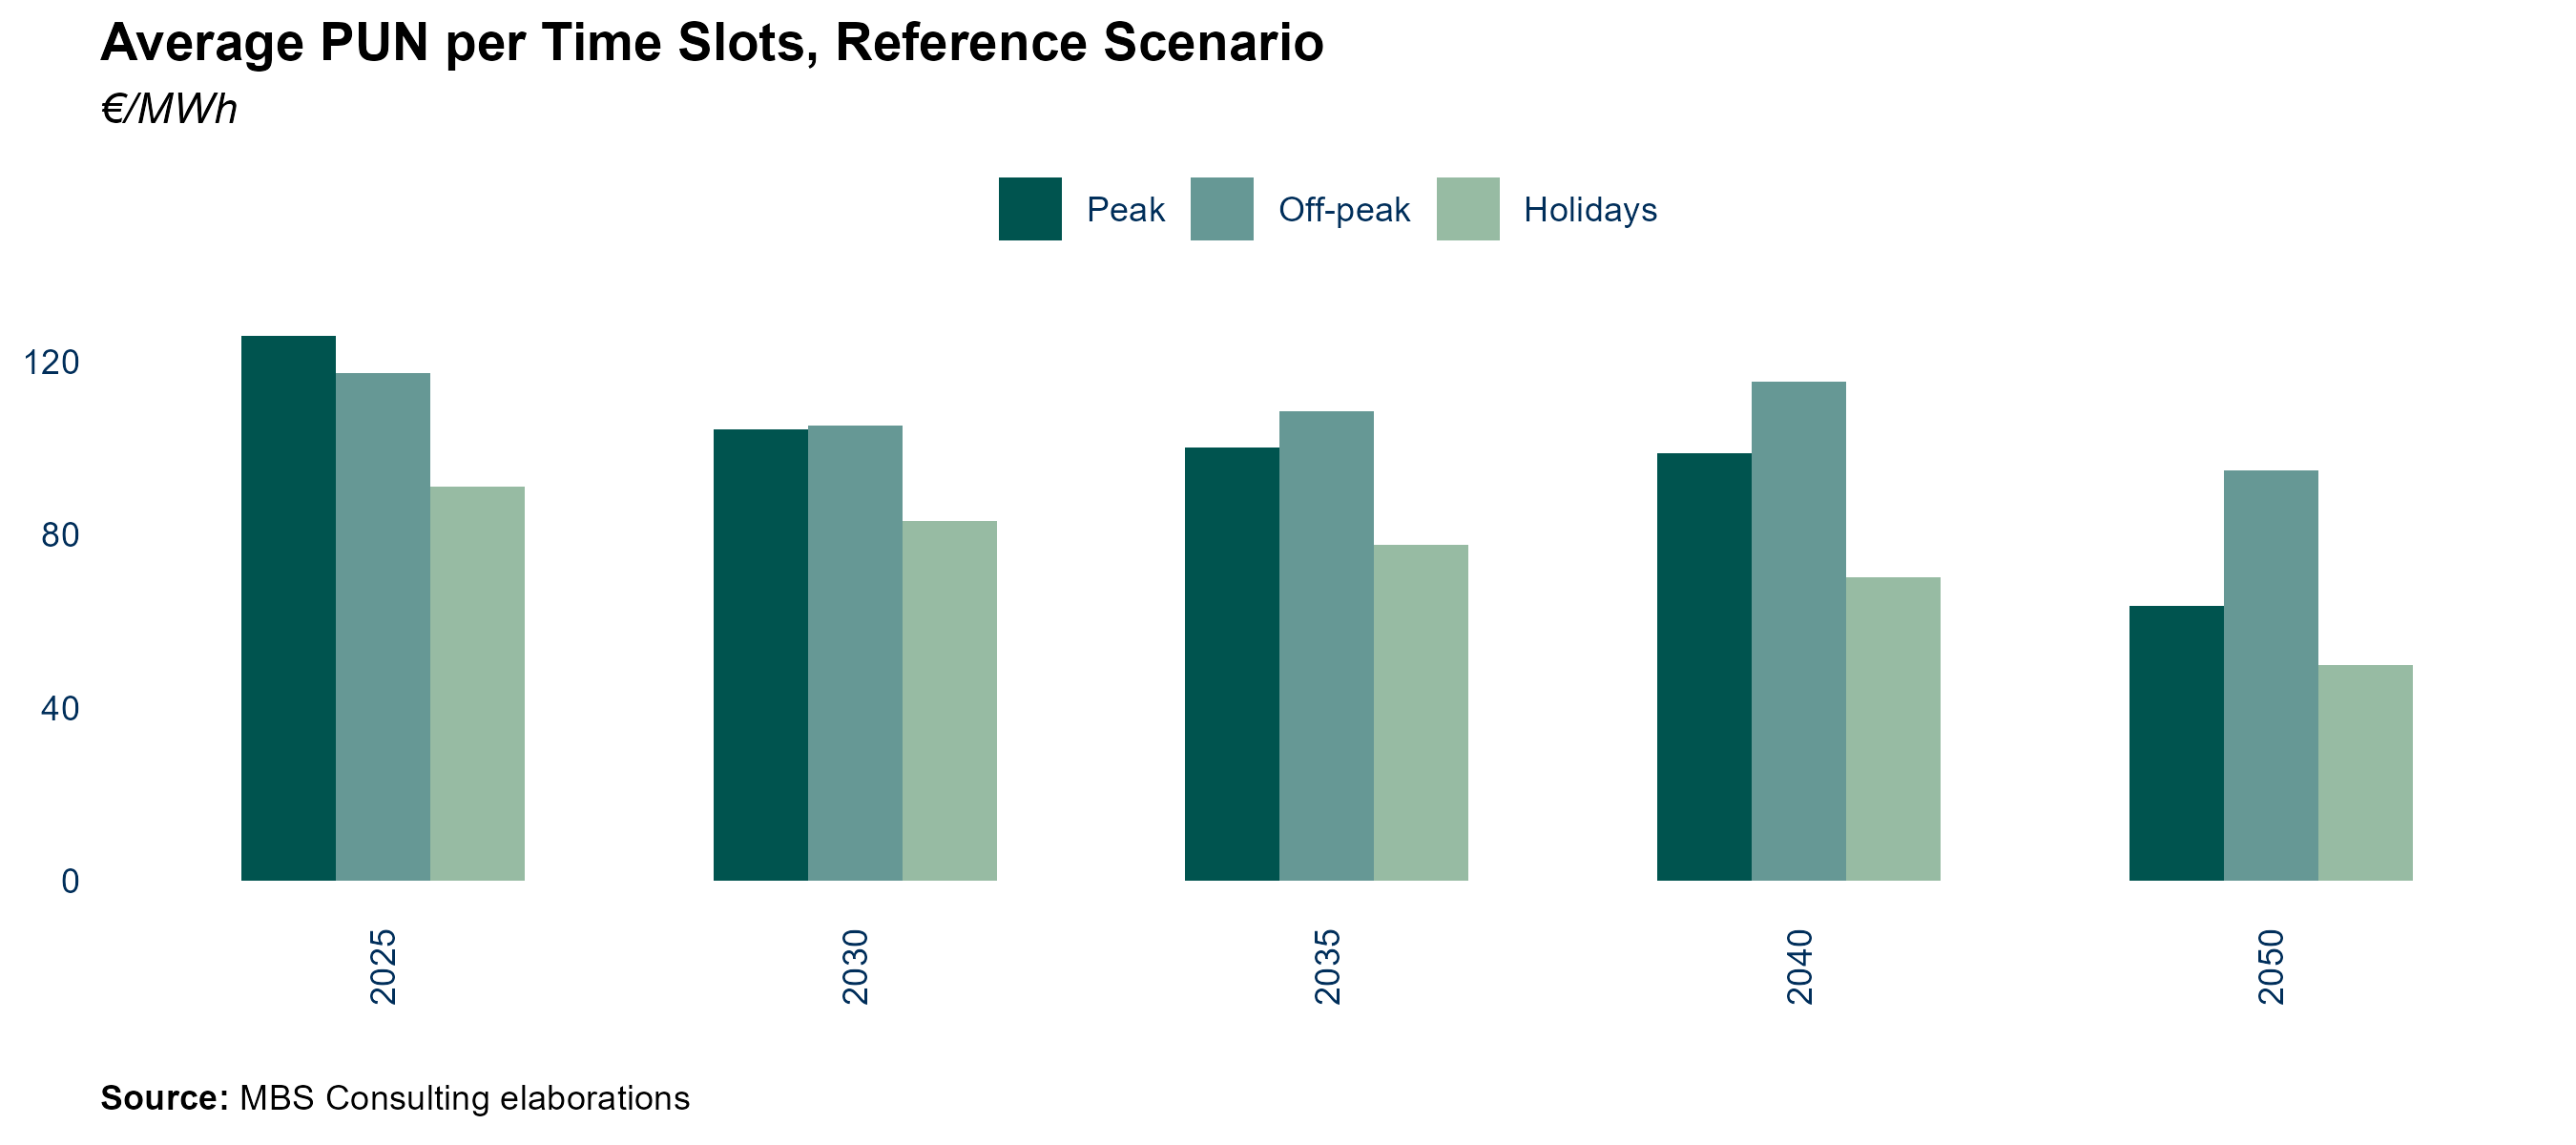 Average PUN per Time Slots, Reference Scenario
€/MWh
Peak Off-peak Holidays
120
80
40
0
2025 2030 2035 2040 2050
Source: MBS Consulting elaborations